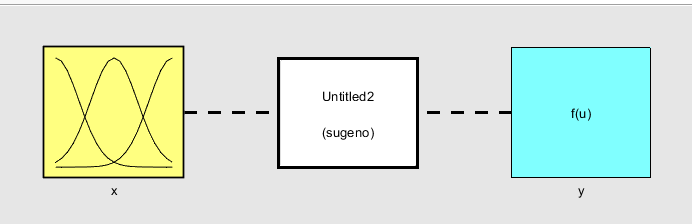 Untitled2
(sugeno)
f(u)
x
y